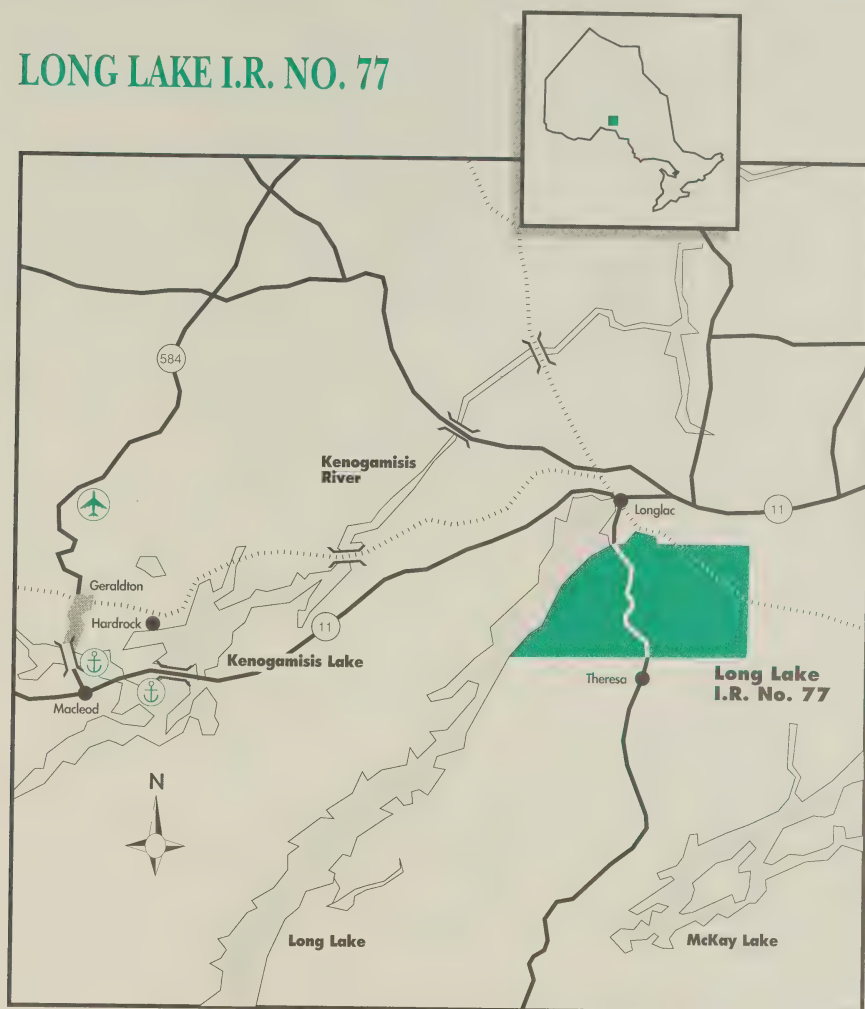 LONG LAKE I.R. NO. 77
584
Kenogamisis
River
Longlac
11
Geraldton
Hardrock
11
Kenogamisis Lake
Macleod
Theresa
Long Lake
I.R. No. 77
N
Long Lake
McKay Lake